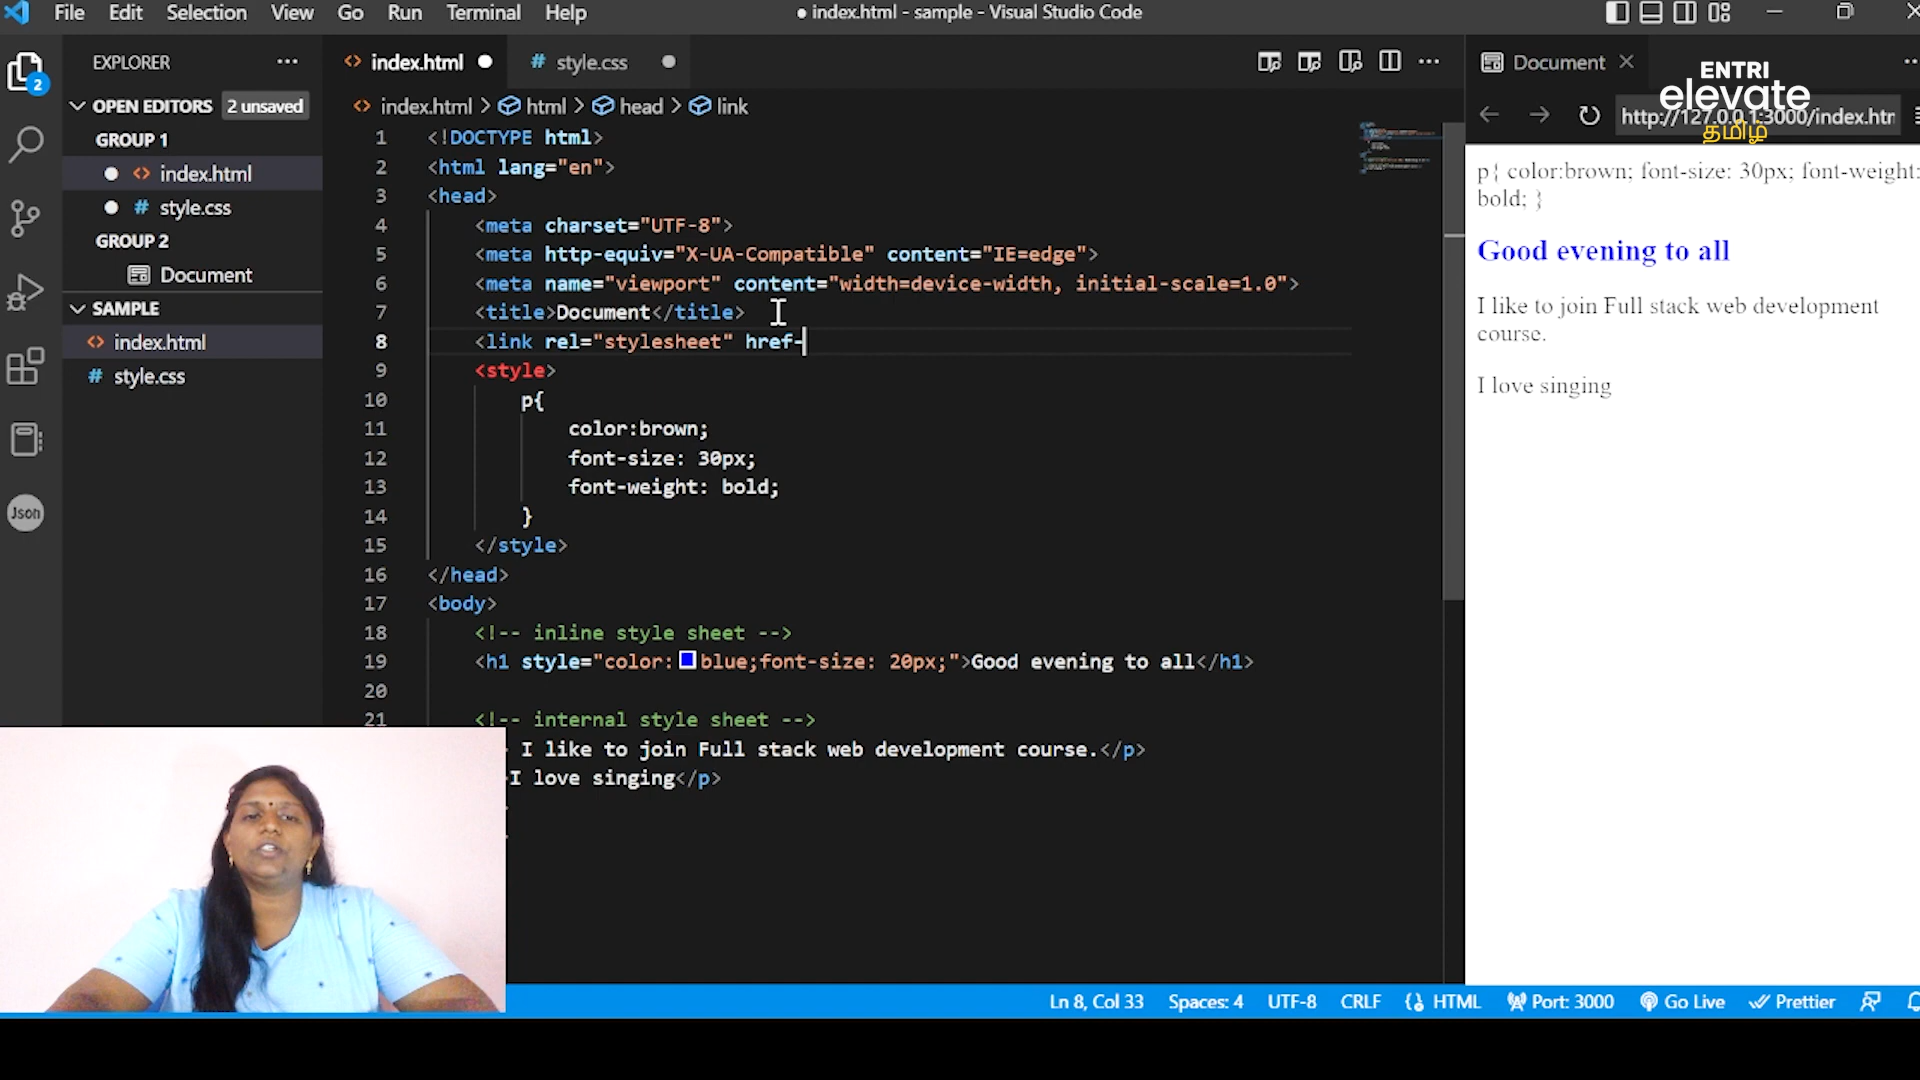 File Edit Selection View Go Run Terminal Help
● index.html - sample - Visual Studio Code
EXPLORER
OPEN EDITORS 2 unsaved
GROUP 1
index.html
# style.css
GROUP 2
Document
SAMPLE
index.html
# style.css
2
Json
index.html
# style.css
index.html > html > head > link
1 <!DOCTYPE html>
2 <html lang="en">
3 <head>
4 <meta charset="UTF-8">
5 <meta http-equiv="X-UA-Compatible" content="IE=edge">
6 <meta name="viewport" content="width=device-width, initial-scale=1.0">
7 <title>Document</title>
8 <link rel="stylesheet" href-
9 <style>
10 p{
11 color:brown;
12 font-size: 30px;
13 font-weight: bold;
14 }
15 </style>
16 </head>
17 <body>
18 <!-- inline style sheet -->
19 <h1 style="color: blue;font-size: 20px;">Good evening to all</h1>
20
21 <!-- internal style sheet -->
I like to join Full stack web development course.</p>
I love singing</p>
Document
ENTRI
elevate
தமிழ்
http://127.0.0.1:3000/index.htr
p{ color:brown; font-size: 30px; font-weight:
bold; }
Good evening to all
I like to join Full stack web development
course.
I love singing
Ln 8, Col 33 Spaces: 4 UTF-8 CRLF HTML Port: 3000 Go Live Prettier